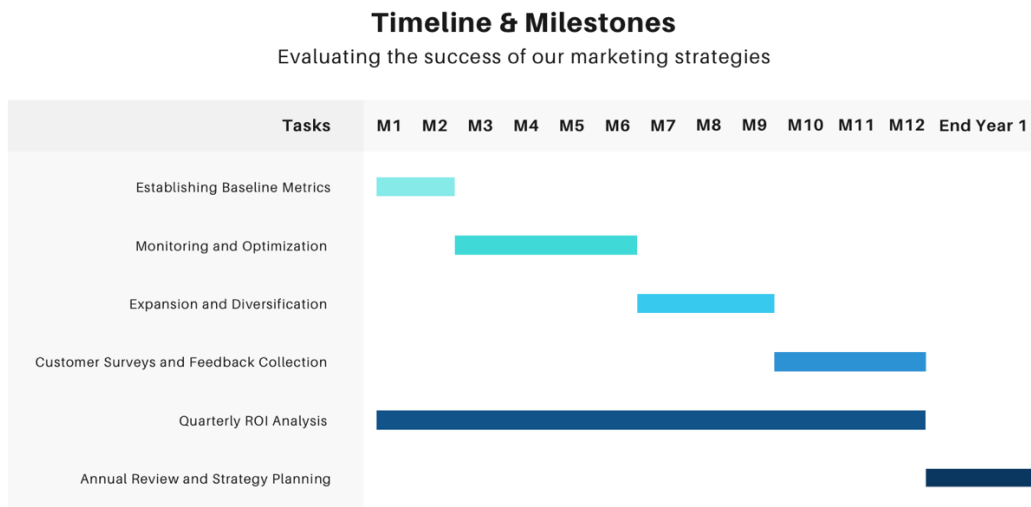 Timeline & Milestones
Evaluating the success of our marketing strategies
Tasks M1 M2 M3 M4 M5 M6 M7 M8 M9 M10 M11 M12 End Year 1
Establishing Baseline Metrics
Monitoring and Optimization
Expansion and Diversification
Customer Surveys and Feedback Collection
Quarterly ROI Analysis
Annual Review and Strategy Planning